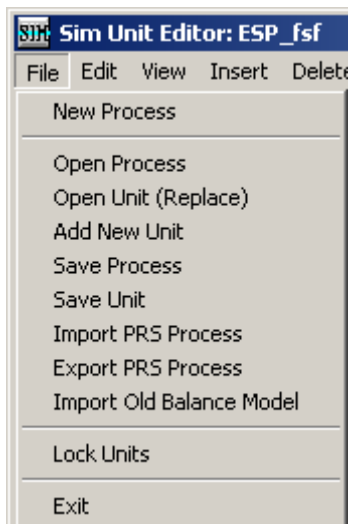 SIM Sim Unit Editor: ESP_fsf
File Edit View Insert Delete
New Process
Open Process
Open Unit (Replace)
Add New Unit
Save Process
Save Unit
Import PRS Process
Export PRS Process
Import Old Balance Model
Lock Units
Exit